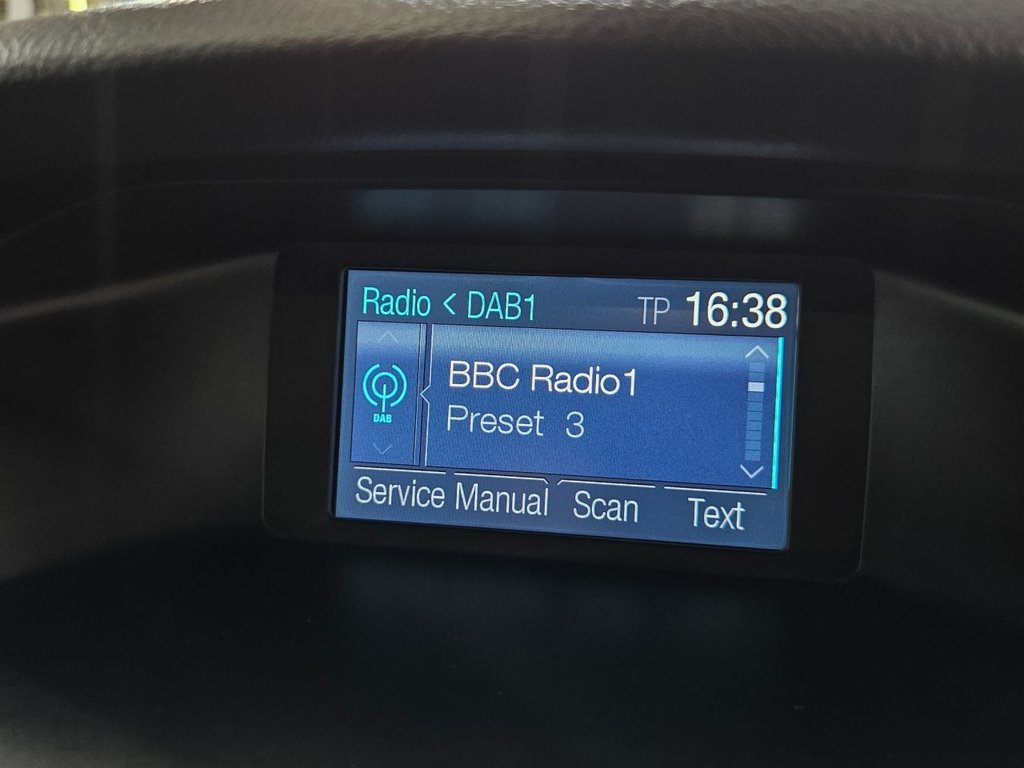 Radio < DAB1 TP 16:38
DAB
BBC Radio1
Preset 3
Service Manual Scan Text